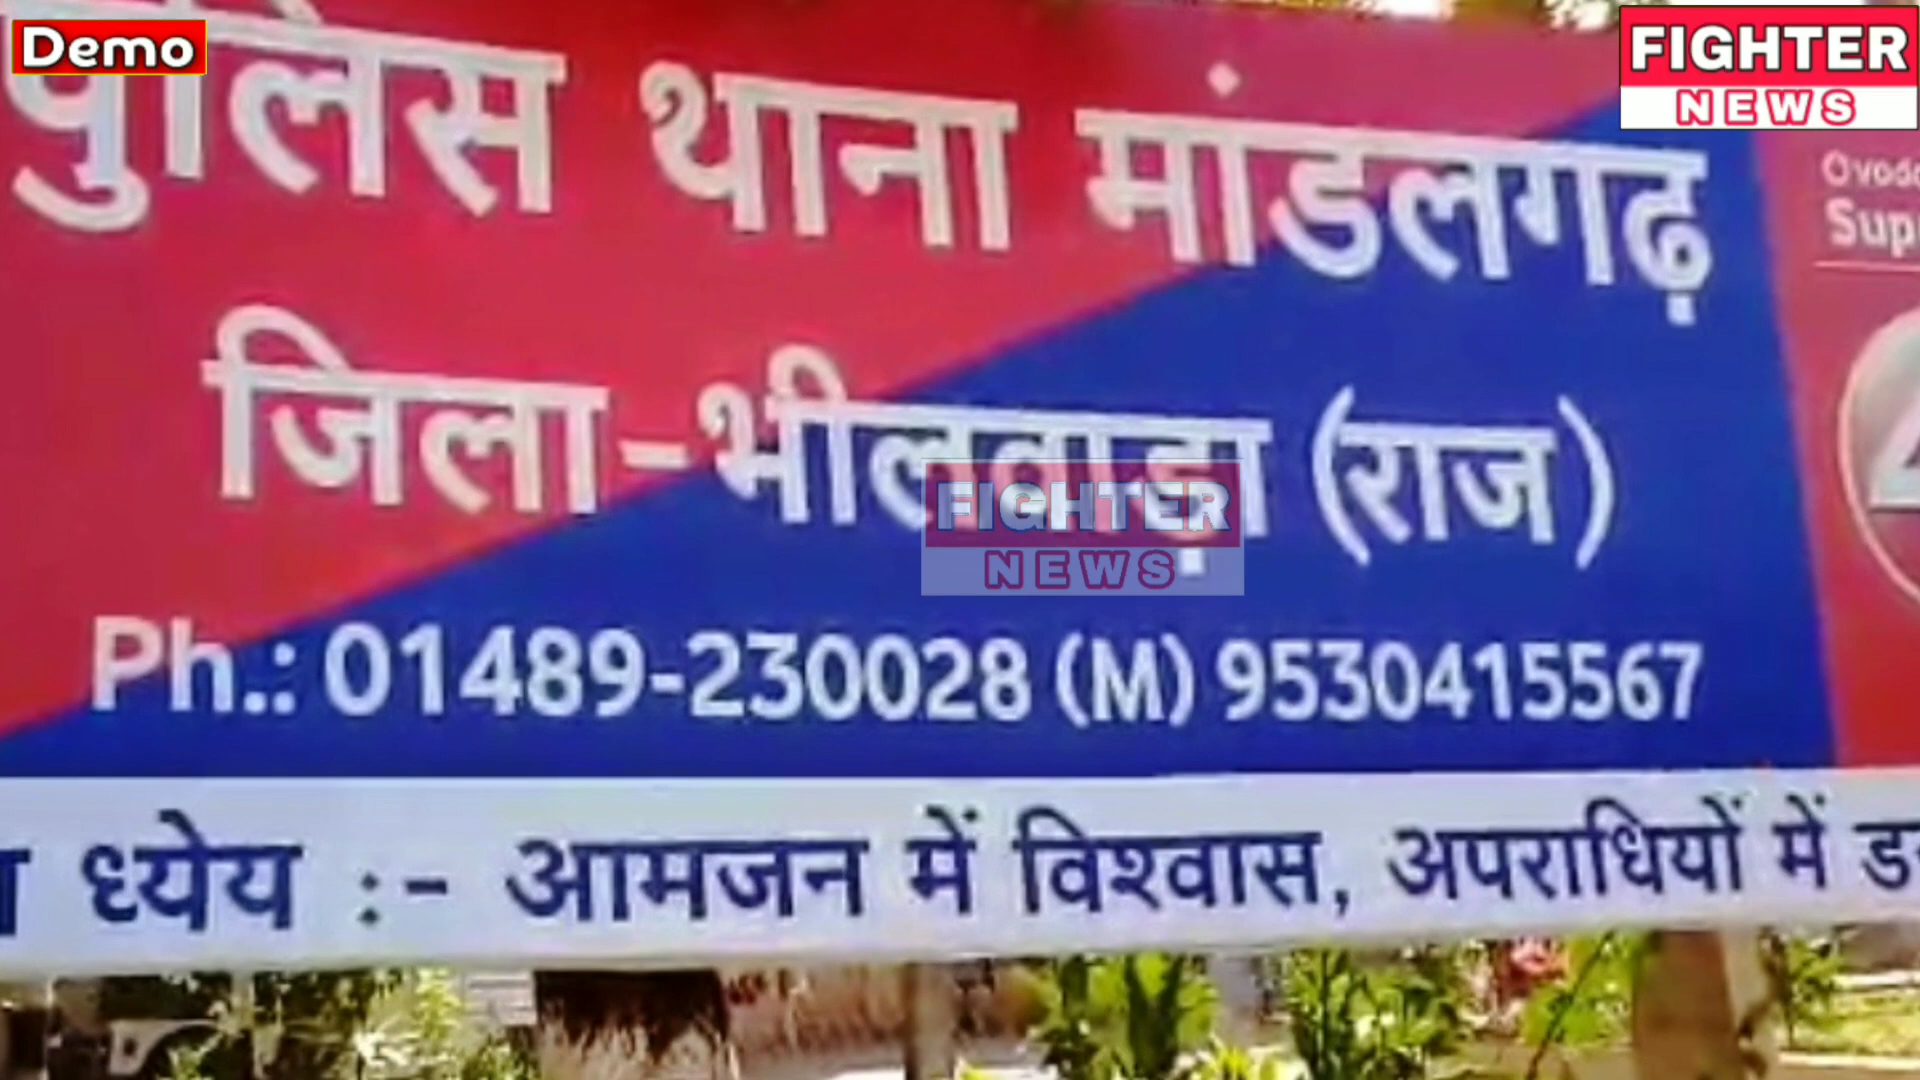 Demo
FIGHTER
NEWS
पुलिस थाना मांडलगढ़
जिला-भीलवाड़ा (राज)
FIGHTER
NEWS
Ph.: 01489-230028 (M) 9530415567
ध्येय :- आमजन में विश्वास, अपराधियों में